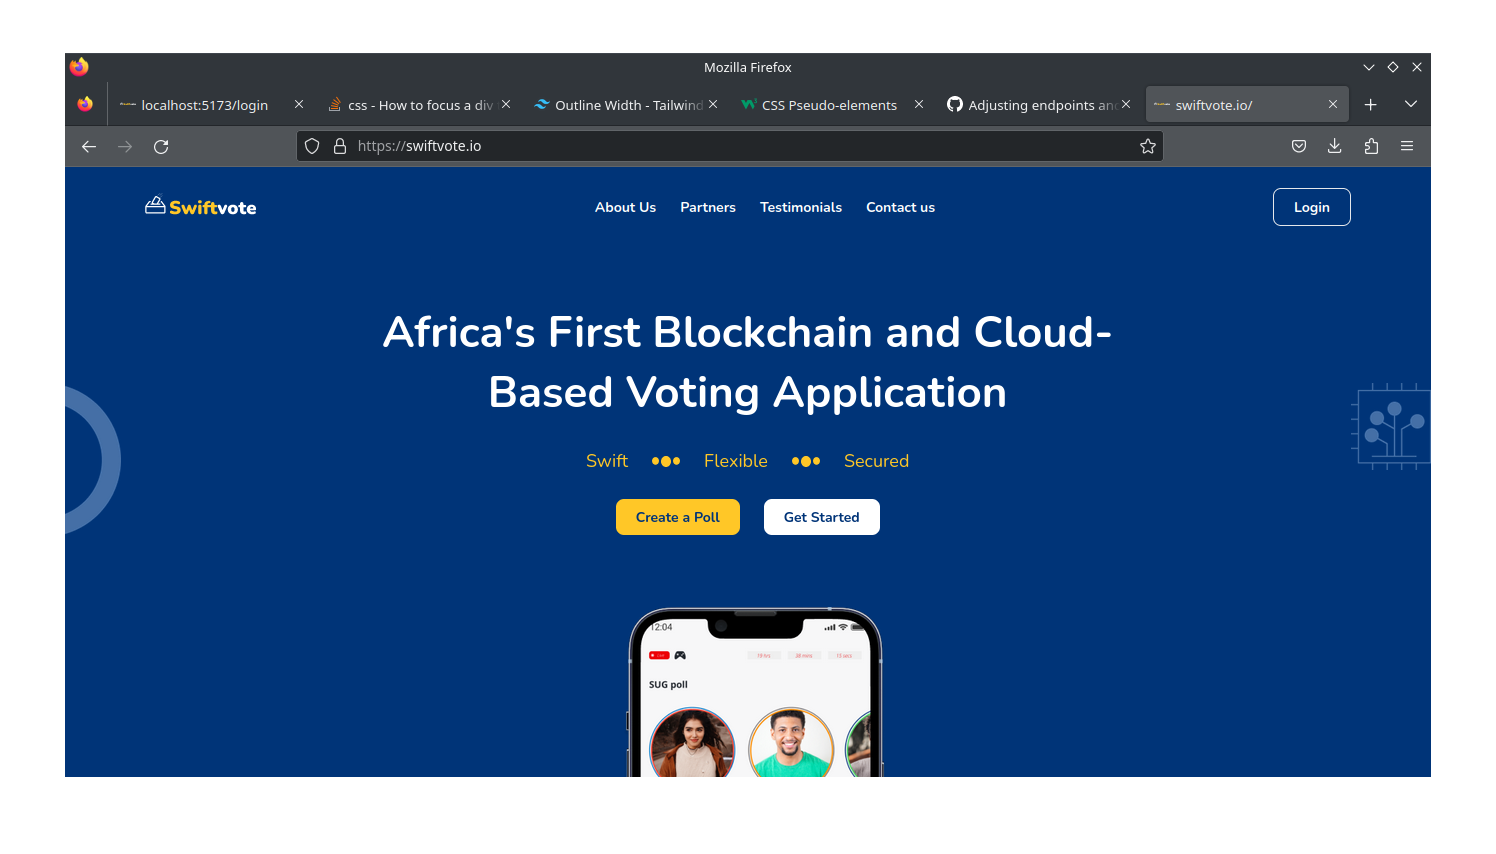 Mozilla Firefox
localhost:5173/login
css - How to focus a div
Outline Width - Tailwind
CSS Pseudo-elements
Adjusting endpoints and
swiftvote.io/
https://swiftvote.io
Swiftvote
About Us Partners Testimonials Contact us
Login
Africa's First Blockchain and Cloud-
Based Voting Application
Swift Flexible Secured
Create a Poll Get Started
12:04
SUG poll